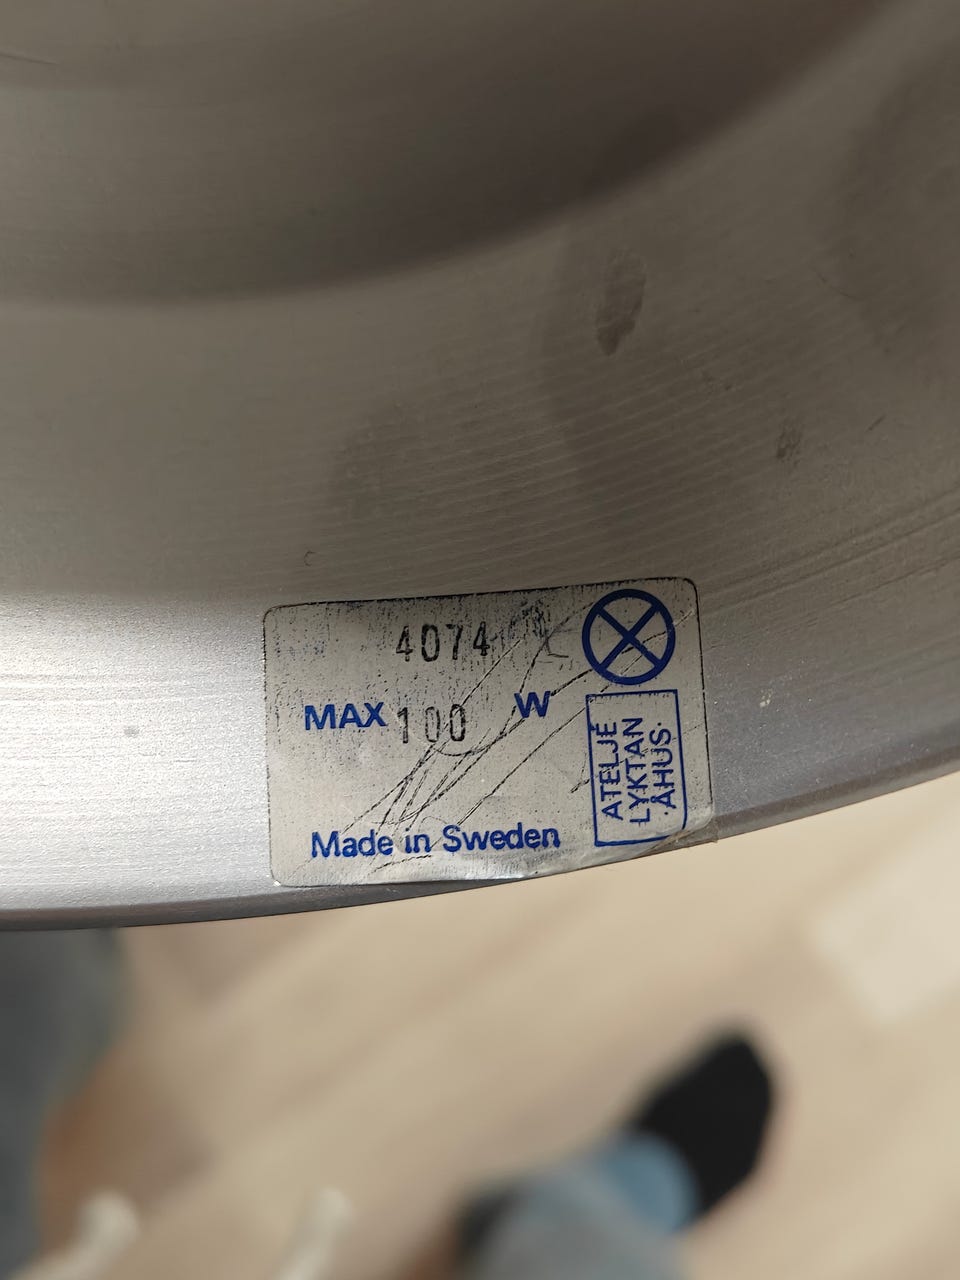 4074
MAX 100 W
Made in Sweden
ATELJÉ
LYKTAN
·ÅHUS·